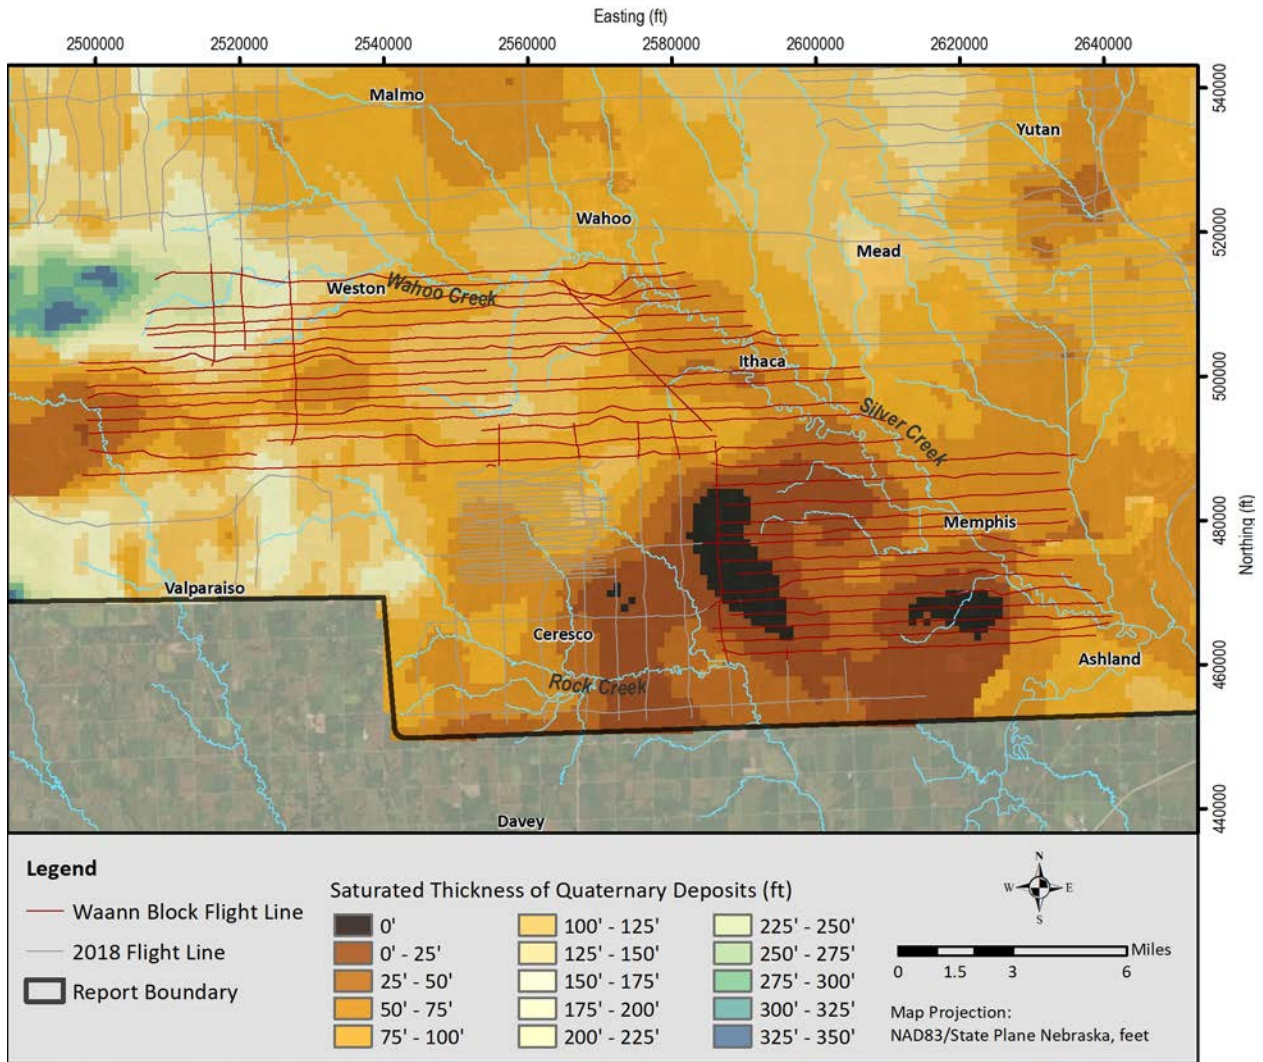 Easting (ft)
2500000 2520000 2540000 2560000 2580000 2600000 2620000 2640000
Malmo
Yutan
Wahoo
Mead
Weston
Wahoo Creek
Ithaca
Silver Creek
Memphis
Valparaiso
Ceresco
Ashland
Rock Creek
Davey
540000
520000
500000
480000
460000
440000
Northing (ft)
Legend
Waann Block Flight Line
2018 Flight Line
Report Boundary
Saturated Thickness of Quaternary Deposits (ft)
0'
0' - 25'
25' - 50'
50' - 75'
75' - 100'
100' - 125'
125' - 150'
150' - 175'
175' - 200'
200' - 225'
225' - 250'
250' - 275'
275' - 300'
300' - 325'
325' - 350'
N
W E
S
Miles
0 1.5 3 6
Map Projection:
NAD83/State Plane Nebraska, feet